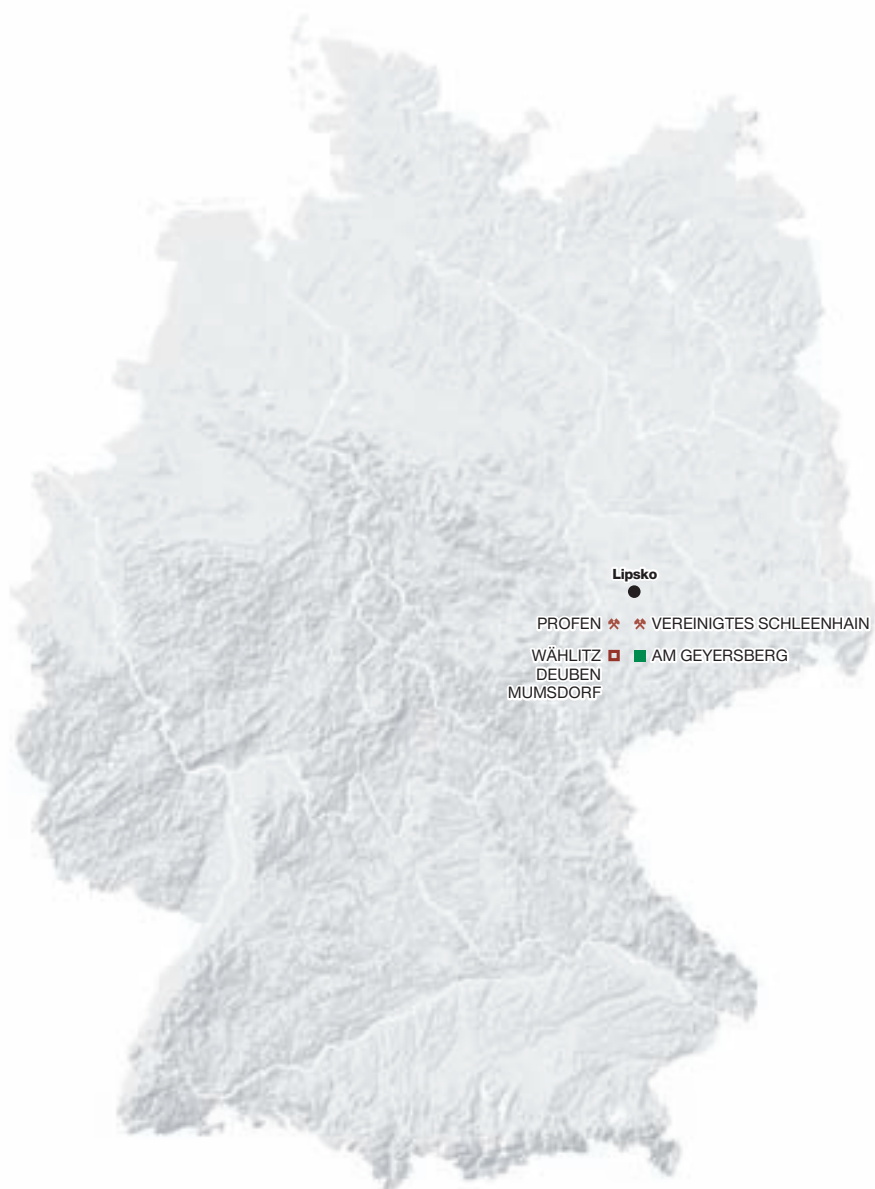 Lipsko
PROFEN
VEREINIGTES SCHLEENHAIN
WÄHLITZ
AM GEYERSBERG
DEUBEN
MUMSDORF